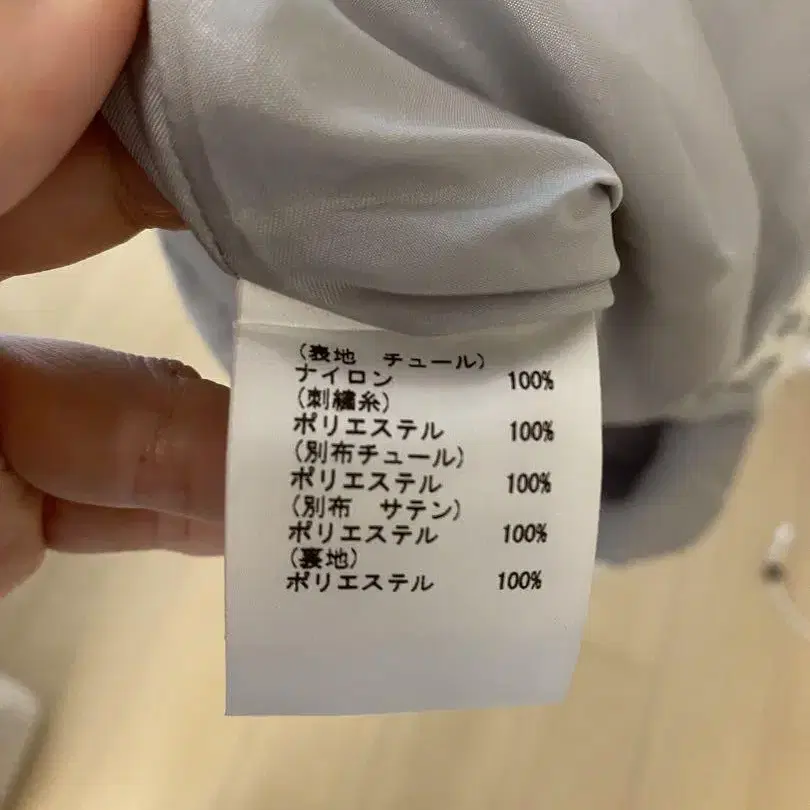 (表地　チュール)
ナイロン　100%
(刺繍糸)
ポリエステル　100%
(別布チュール)
ポリエステル　100%
(別布　サテン)
ポリエステル　100%
(裏地)
ポリエステル　100%